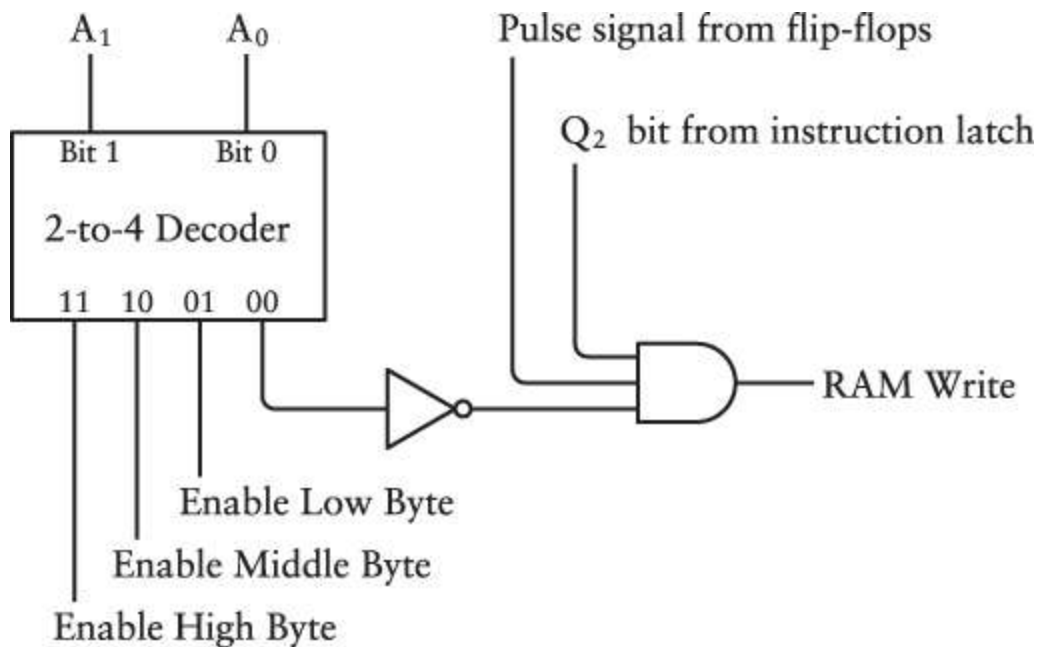 A₁ A₀ Pulse signal from flip-flops
Q₂ bit from instruction latch
Bit 1 Bit 0
2-to-4 Decoder
11 10 01 00
RAM Write
Enable Low Byte
Enable Middle Byte
Enable High Byte